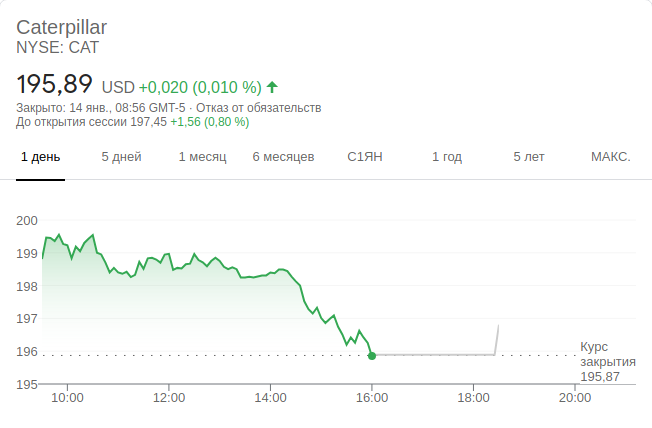 Caterpillar
NYSE: CAT
195,89 USD +0,020 (0,010 %)
Закрыто: 14 янв., 08:56 GMT-5 · Отказ от обязательств
До открытия сессии 197,45 +1,56 (0,80 %)
1 день 5 дней 1 месяц 6 месяцев С1ЯН 1 год 5 лет МАКС.
200
199
198
197
196
195
Курс
закрытия
195,87
10:00 12:00 14:00 16:00 18:00 20:00